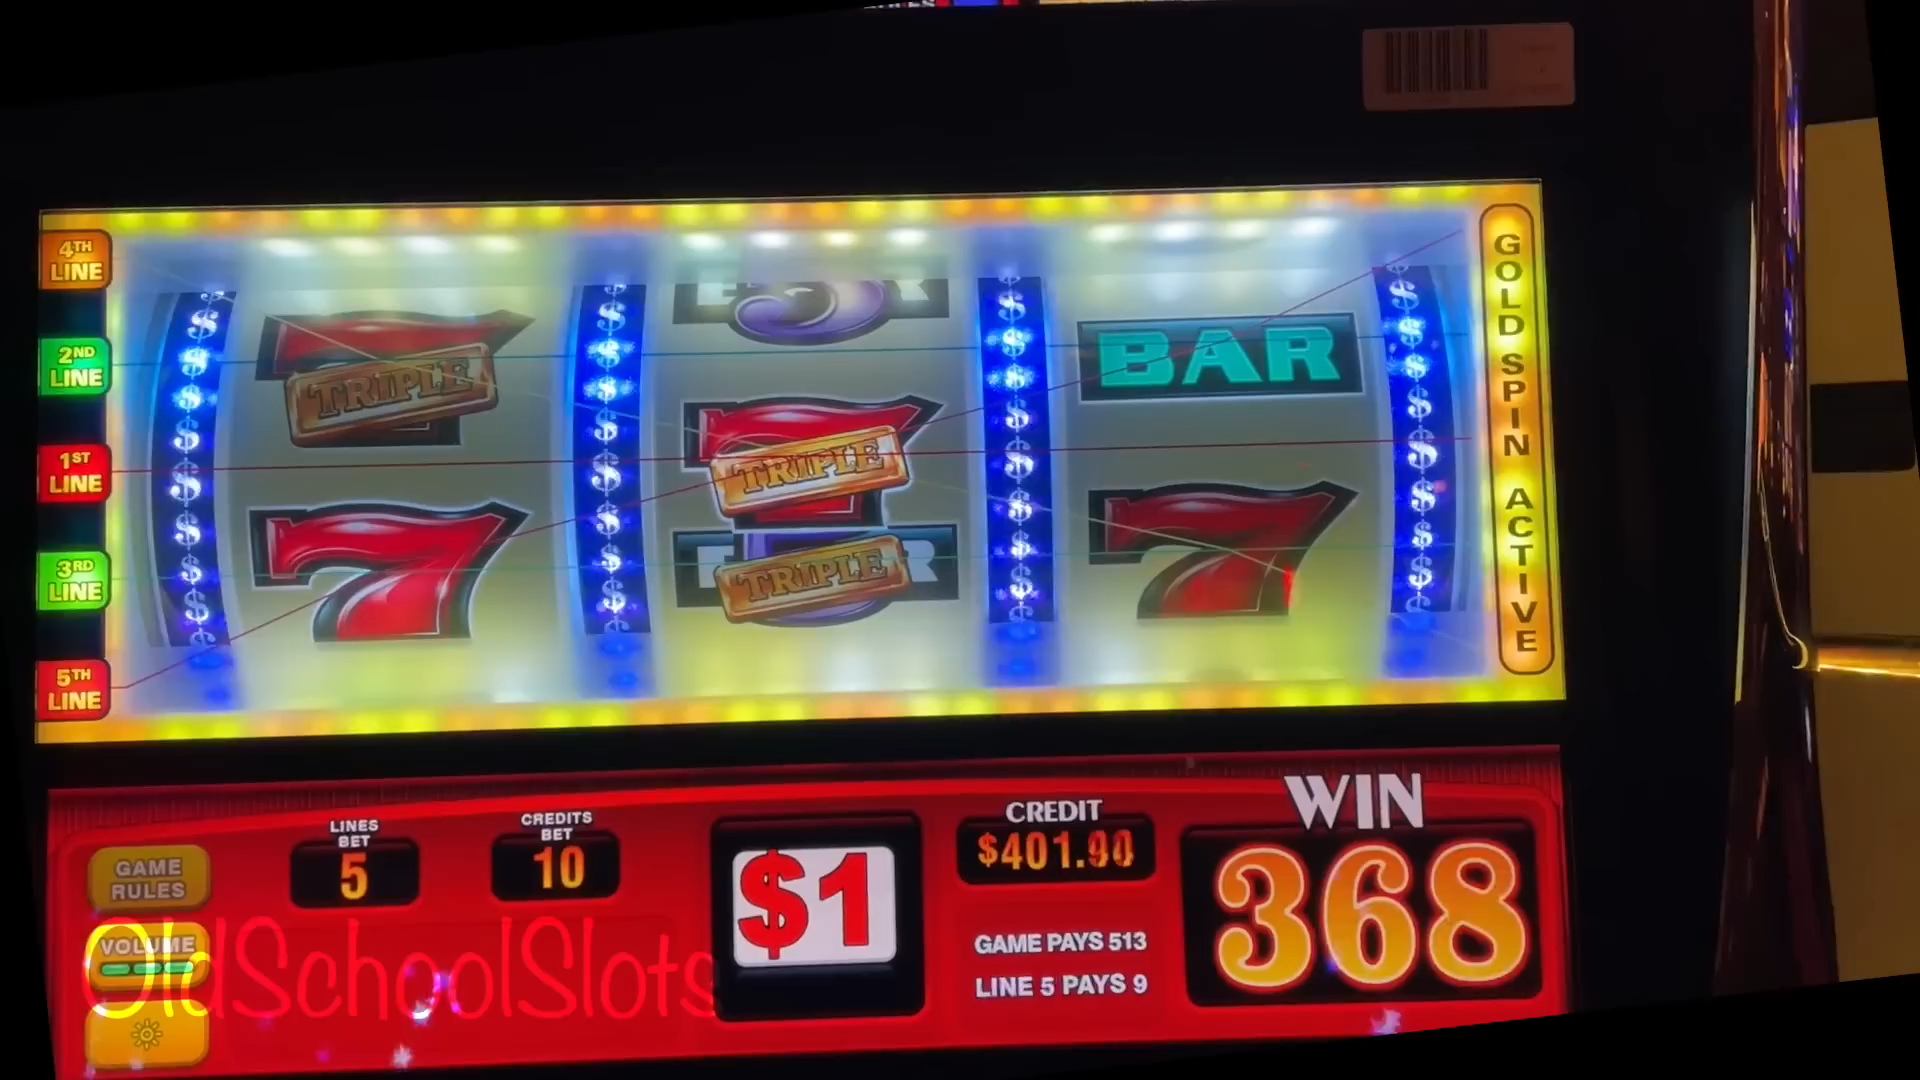 4TH
LINE
2ND
LINE
1ST
LINE
3RD
LINE
5TH
LINE
TRIPLE
TRIPLE
TRIPLE
BAR
GOLD SPIN ACTIVE
LINES
BET
5
CREDITS
BET
10
$1
CREDIT
$401.90
GAME PAYS 513
LINE 5 PAYS 9
WIN
368
GAME
RULES
VOLUME
OldSchoolSlots